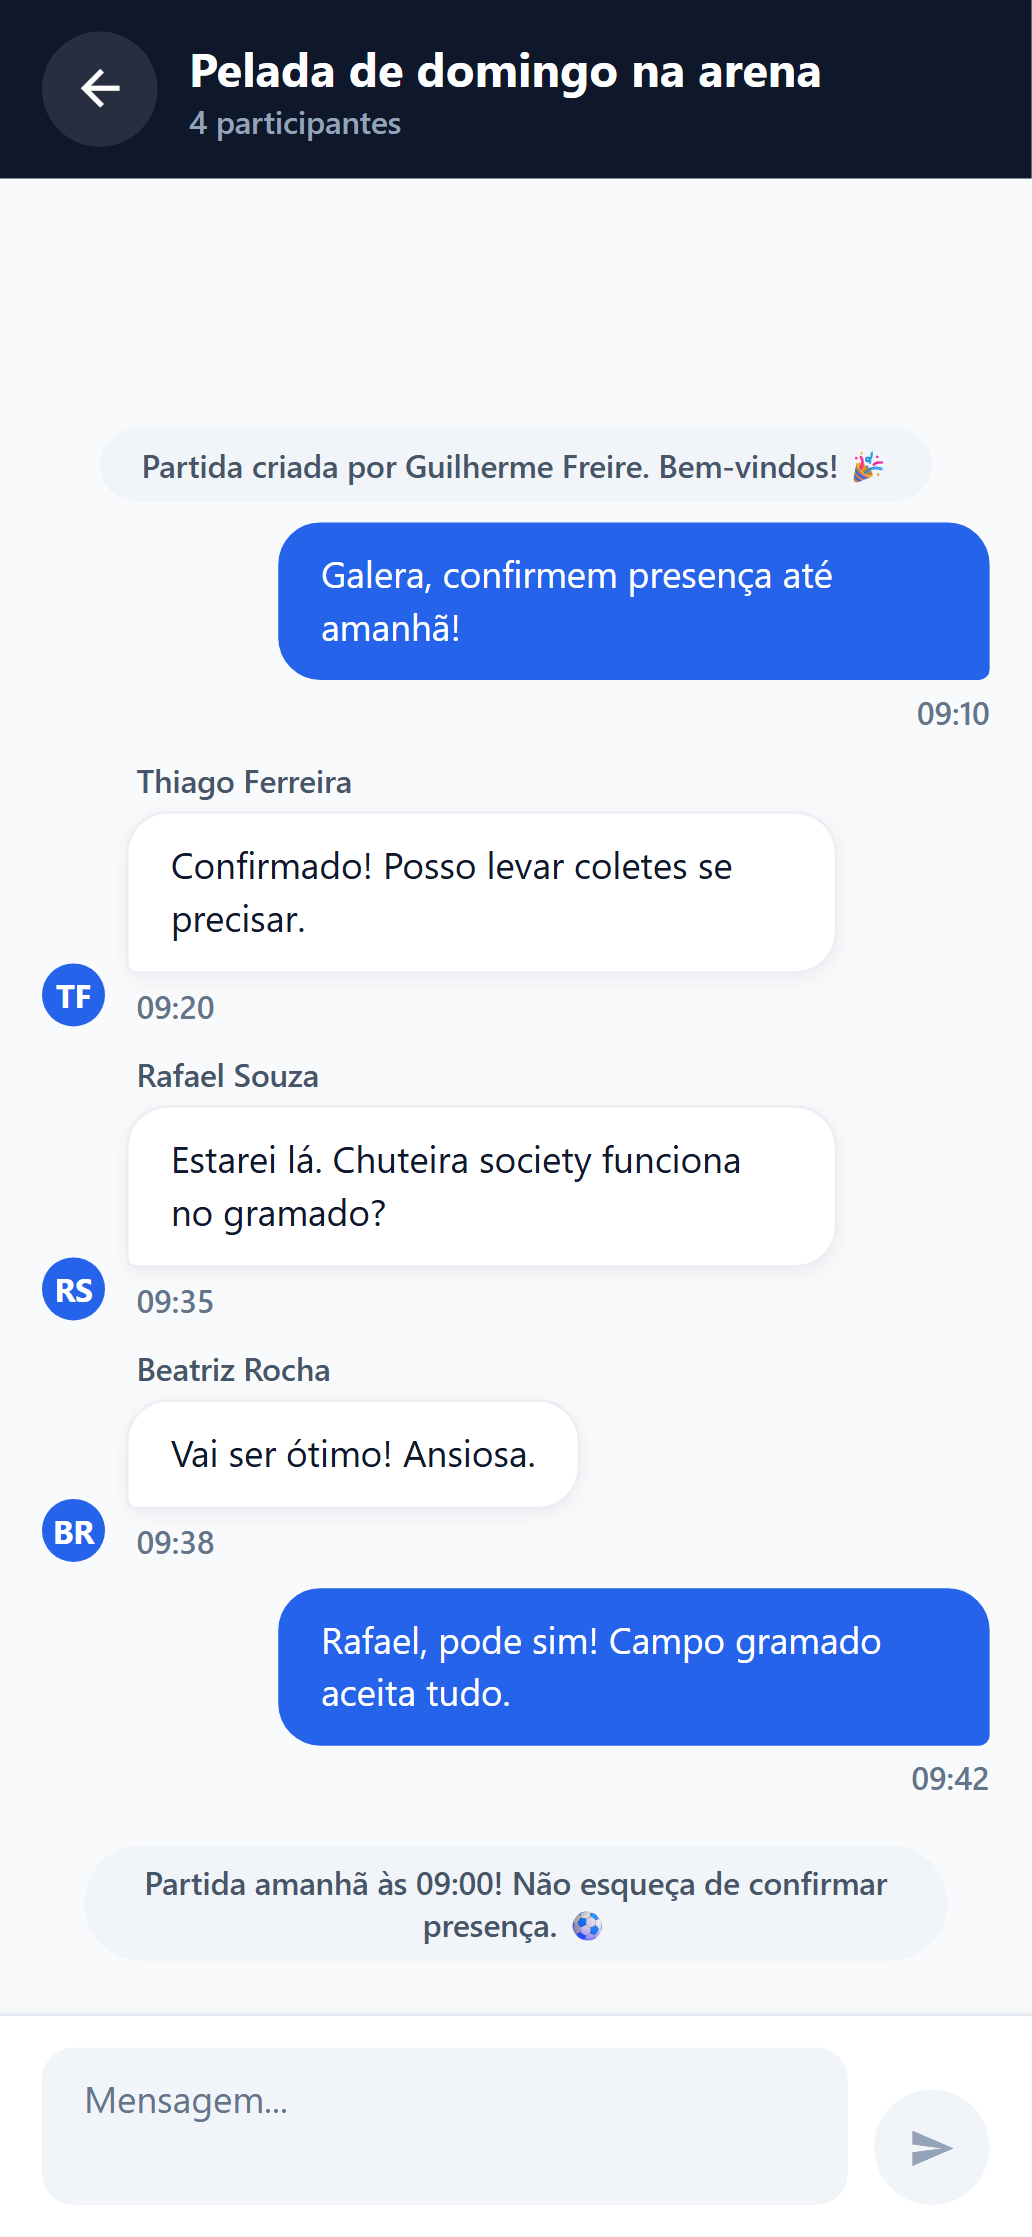 Pelada de domingo na arena
4 participantes
Partida criada por Guilherme Freire. Bem-vindos! 🎉
Galera, confirmem presença até
amanhã!
09:10
Thiago Ferreira
Confirmado! Posso levar coletes se
precisar.
TF
09:20
Rafael Souza
Estarei lá. Chuteira society funciona
no gramado?
RS
09:35
Beatriz Rocha
Vai ser ótimo! Ansiosa.
BR
09:38
Rafael, pode sim! Campo gramado
aceita tudo.
09:42
Partida amanhã às 09:00! Não esqueça de confirmar
presença. ⚽
Mensagem...